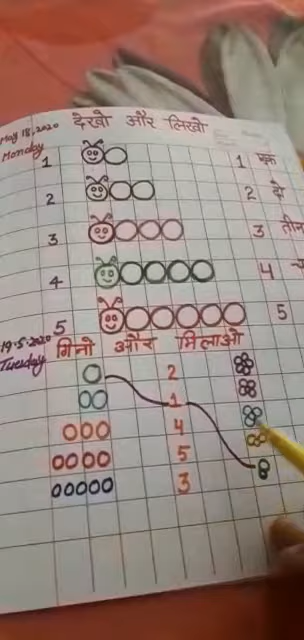 May 18, 2020
Monday
देखो और लिखो
1 1 एक
2 2 दो
3 3 तीन
4 4
5 5
19-5-2020
Tuesday
गिनो और मिलाओ
2
1
4
5
3